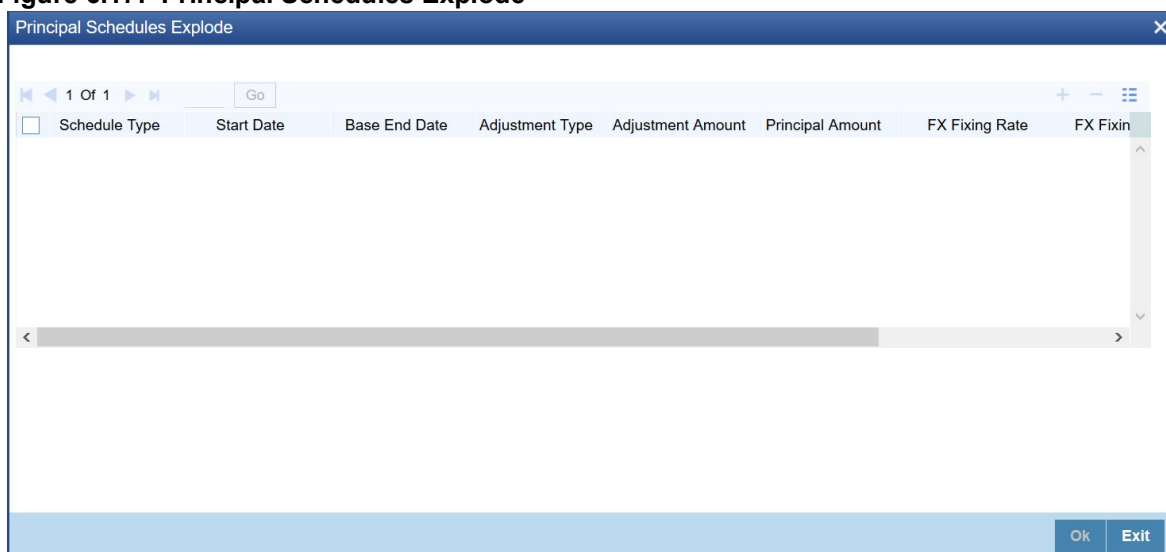 Principal Schedules Explode
1 Of 1 Go
Schedule Type Start Date Base End Date Adjustment Type Adjustment Amount Principal Amount FX Fixing Rate FX Fixin
Ok Exit